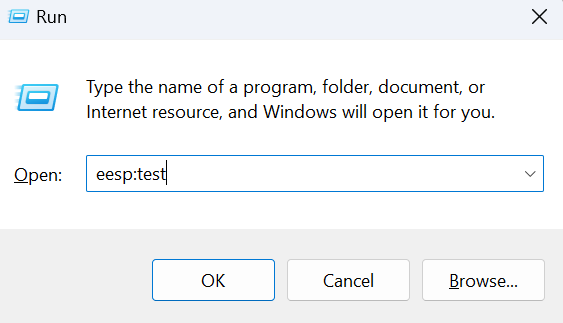 Run
Type the name of a program, folder, document, or
Internet resource, and Windows will open it for you.
Open: eesp:test
OK Cancel Browse...